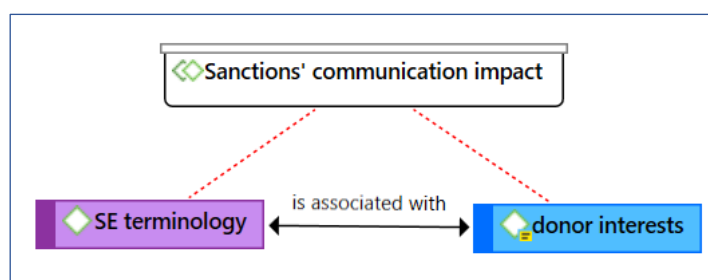 Sanctions' communication impact
is associated with
SE terminology
donor interests